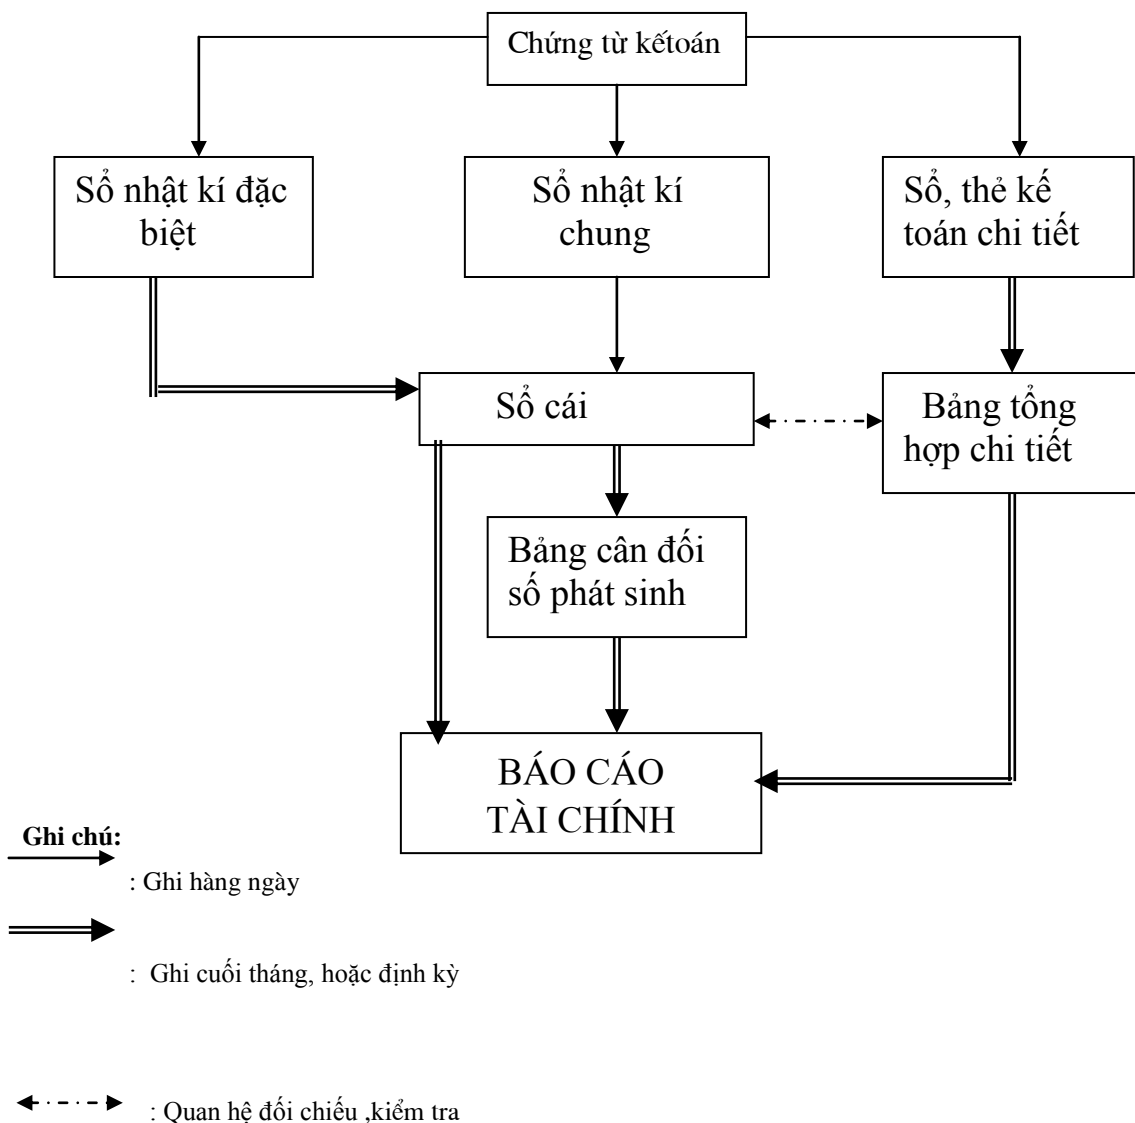 Chứng từ kếtoán
Sổ nhật kí đặc
biệt
Sổ nhật kí
chung
Sổ, thẻ kế
toán chi tiết
Sổ cái
Bảng tổng
hợp chi tiết
Bảng cân đối
số phát sinh
BÁO CÁO
TÀI CHÍNH
Ghi chú:
: Ghi hàng ngày
: Ghi cuối tháng, hoặc định kỳ
: Quan hệ đối chiếu ,kiểm tra